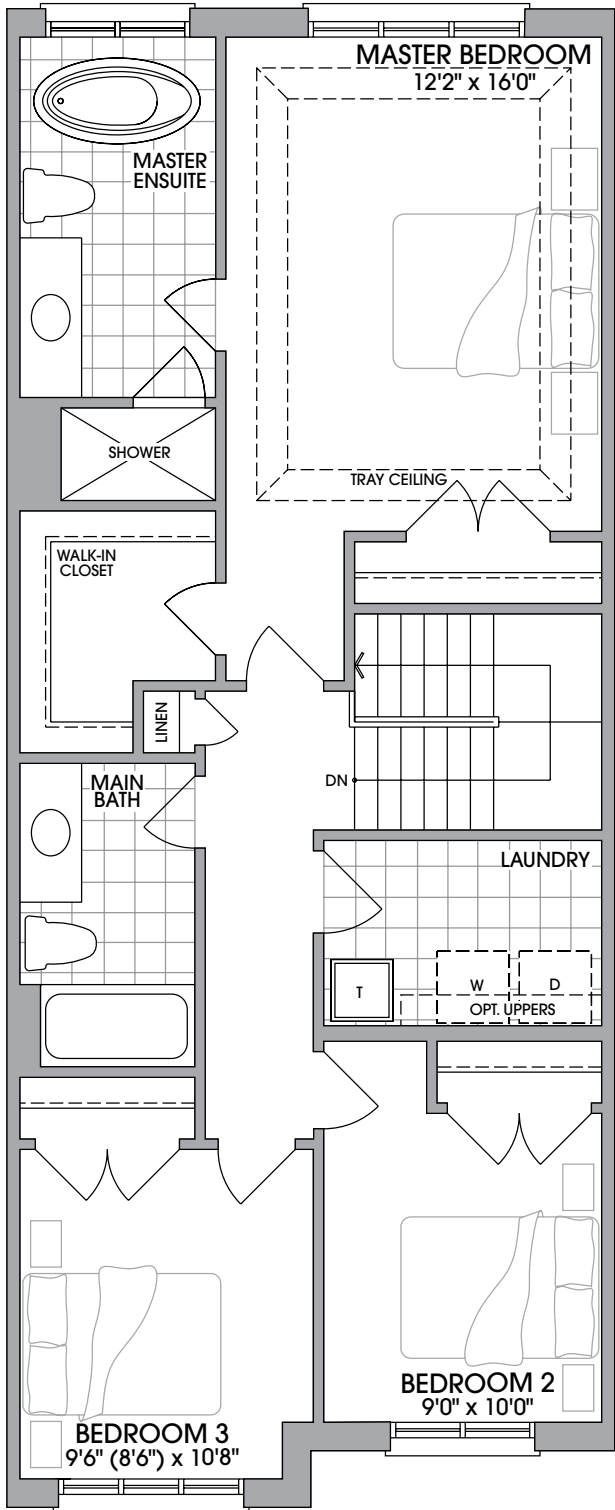 MASTER BEDROOM
12'2" x 16'0"
MASTER
ENSUITE
SHOWER
TRAY CEILING
WALK-IN
CLOSET
LINEN
MAIN
BATH
DN
LAUNDRY
T
W
D
OPT. UPPERS
BEDROOM 2
9'0" x 10'0"
BEDROOM 3
9'6" (8'6") x 10'8"